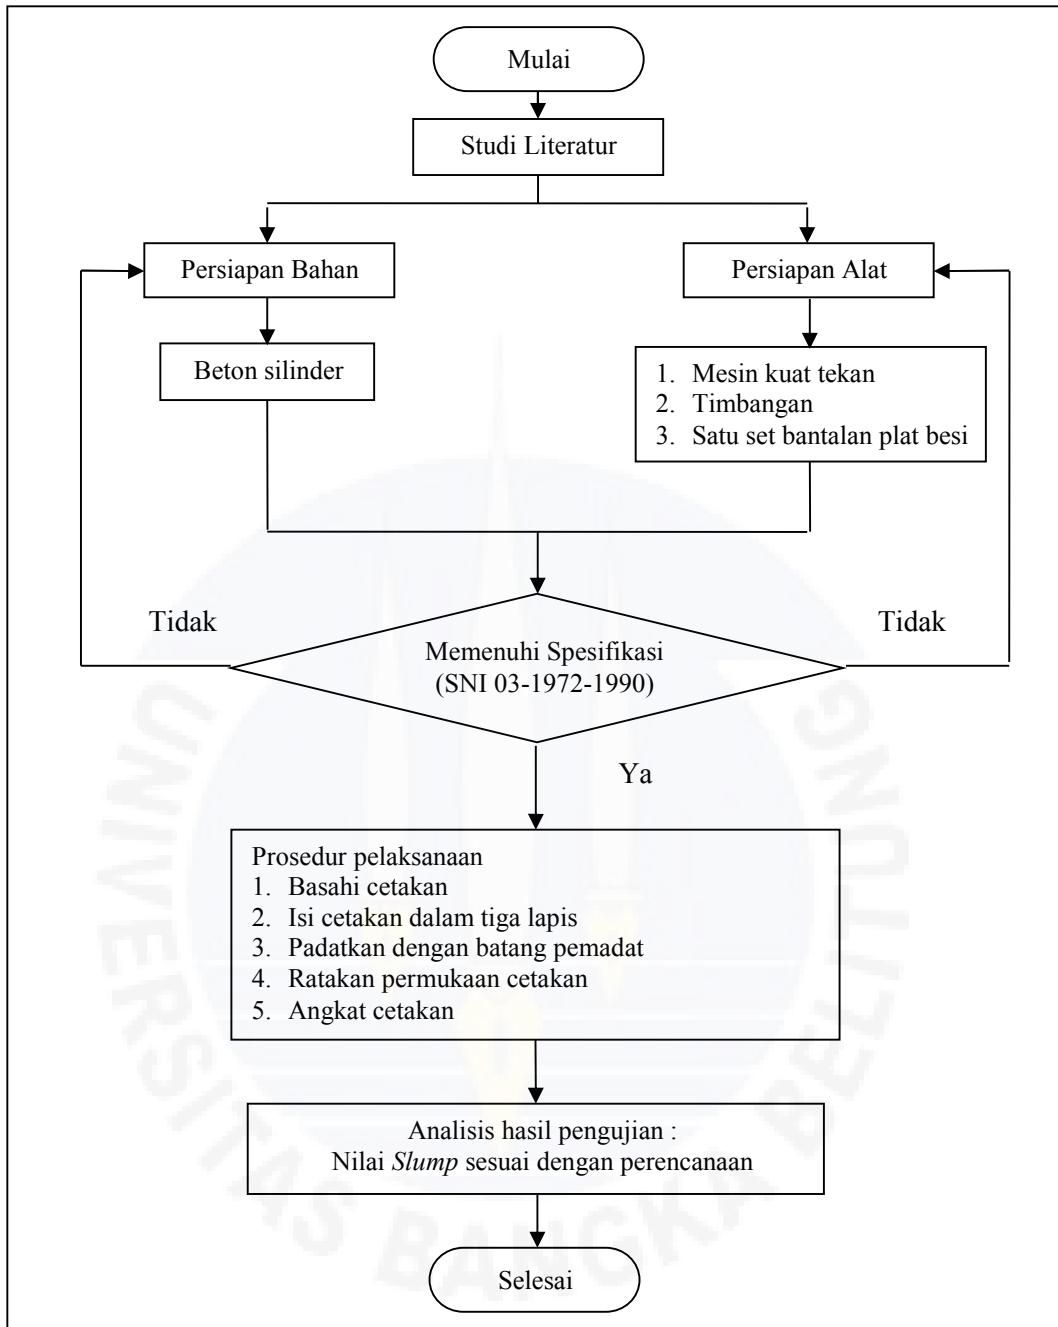 Mulai
Studi Literatur
Persiapan Bahan
Persiapan Alat
Beton silinder
1. Mesin kuat tekan
2. Timbangan
3. Satu set bantalan plat besi
Tidak
Tidak
Memenuhi Spesifikasi
(SNI 03-1972-1990)
Ya
Prosedur pelaksanaan
1. Basahi cetakan
2. Isi cetakan dalam tiga lapis
3. Padatkan dengan batang pemadat
4. Ratakan permukaan cetakan
5. Angkat cetakan
Analisis hasil pengujian :
Nilai Slump sesuai dengan perencanaan
Selesai
UNIVERSITAS BANGKA BELITUNG